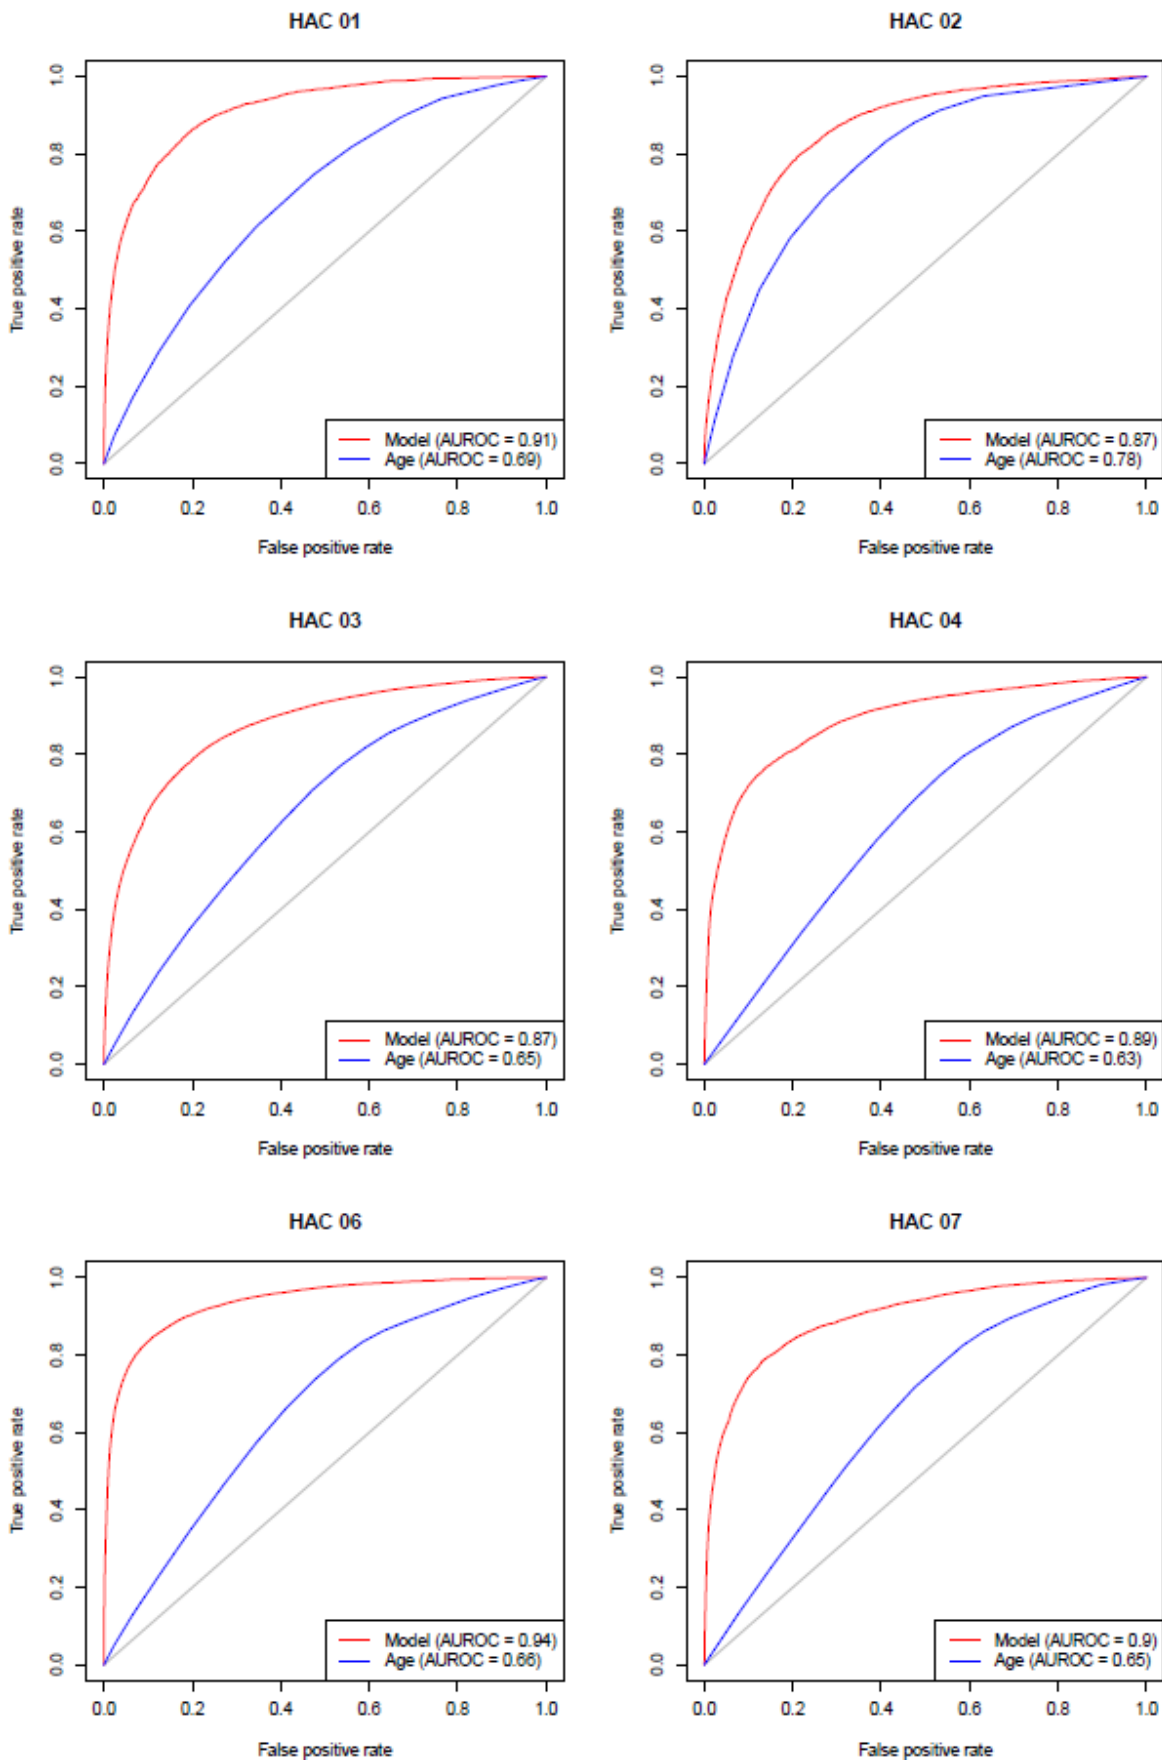 HAC 01
True positive rate
1.0
0.8
0.6
0.4
0.2
0.0
Model (AUROC = 0.91)
Age (AUROC = 0.69)
0.0 0.2 0.4 0.6 0.8 1.0
False positive rate
HAC 02
True positive rate
1.0
0.8
0.6
0.4
0.2
0.0
Model (AUROC = 0.87)
Age (AUROC = 0.78)
0.0 0.2 0.4 0.6 0.8 1.0
False positive rate
HAC 03
True positive rate
1.0
0.8
0.6
0.4
0.2
0.0
Model (AUROC = 0.87)
Age (AUROC = 0.65)
0.0 0.2 0.4 0.6 0.8 1.0
False positive rate
HAC 04
True positive rate
1.0
0.8
0.6
0.4
0.2
0.0
Model (AUROC = 0.89)
Age (AUROC = 0.63)
0.0 0.2 0.4 0.6 0.8 1.0
False positive rate
HAC 06
True positive rate
1.0
0.8
0.6
0.4
0.2
0.0
Model (AUROC = 0.94)
Age (AUROC = 0.66)
0.0 0.2 0.4 0.6 0.8 1.0
False positive rate
HAC 07
True positive rate
1.0
0.8
0.6
0.4
0.2
0.0
Model (AUROC = 0.9)
Age (AUROC = 0.65)
0.0 0.2 0.4 0.6 0.8 1.0
False positive rate